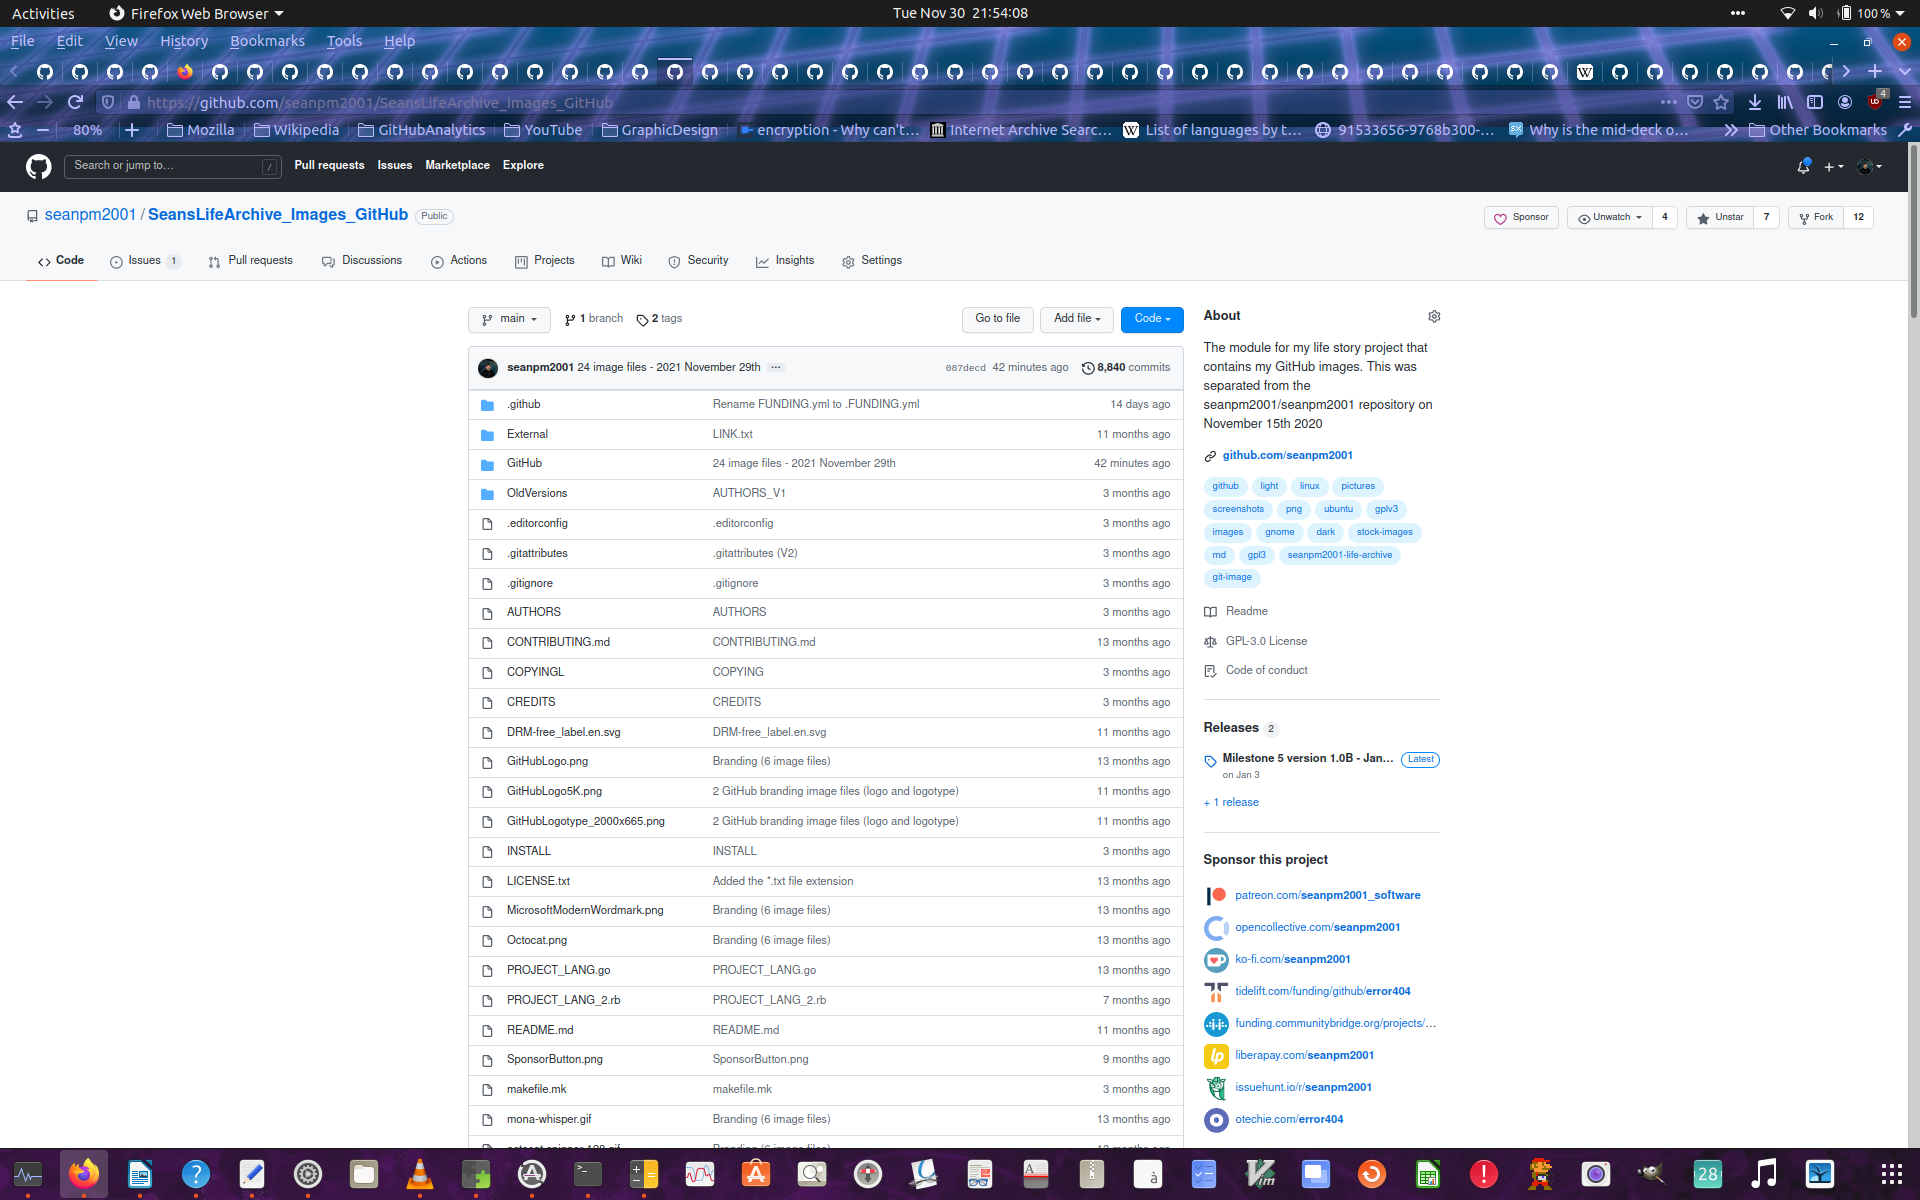 Activities Firefox Web Browser Tue Nov 30 21:54:08 100 %
File Edit View History Bookmarks Tools Help
https://github.com/seanpm2001/SeansLifeArchive_Images_GitHub 4
80% Mozilla Wikipedia GitHubAnalytics YouTube GraphicDesign encryption - Why can't… Internet Archive Searc… List of languages by t… 91533656-9768b300-… Why is the mid-deck o… Other Bookmarks
Search or jump to… / Pull requests Issues Marketplace Explore
seanpm2001 / SeansLifeArchive_Images_GitHub Public Sponsor Unwatch 4 Unstar 7 Fork 12
Code Issues 1 Pull requests Discussions Actions Projects Wiki Security Insights Settings
main 1 branch 2 tags Go to file Add file Code
seanpm2001 24 image files - 2021 November 29th … 087decd 42 minutes ago 8,840 commits
.github Rename FUNDING.yml to .FUNDING.yml 14 days ago
External LINK.txt 11 months ago
GitHub 24 image files - 2021 November 29th 42 minutes ago
OldVersions AUTHORS_V1 3 months ago
.editorconfig .editorconfig 3 months ago
.gitattributes .gitattributes (V2) 3 months ago
.gitignore .gitignore 3 months ago
AUTHORS AUTHORS 3 months ago
CONTRIBUTING.md CONTRIBUTING.md 13 months ago
COPYINGL COPYING 3 months ago
CREDITS CREDITS 3 months ago
DRM-free_label.en.svg DRM-free_label.en.svg 11 months ago
GitHubLogo.png Branding (6 image files) 13 months ago
GitHubLogo5K.png 2 GitHub branding image files (logo and logotype) 11 months ago
GitHubLogotype_2000x665.png 2 GitHub branding image files (logo and logotype) 11 months ago
INSTALL INSTALL 3 months ago
LICENSE.txt Added the *.txt file extension 13 months ago
MicrosoftModernWordmark.png Branding (6 image files) 13 months ago
Octocat.png Branding (6 image files) 13 months ago
PROJECT_LANG.go PROJECT_LANG.go 13 months ago
PROJECT_LANG_2.rb PROJECT_LANG_2.rb 7 months ago
README.md README.md 11 months ago
SponsorButton.png SponsorButton.png 9 months ago
makefile.mk makefile.mk 3 months ago
mona-whisper.gif Branding (6 image files) 13 months ago
About
The module for my life story project that
contains my GitHub images. This was
separated from the
seanpm2001/seanpm2001 repository on
November 15th 2020
github.com/seanpm2001
github light linux pictures
screenshots png ubuntu gplv3
images gnome dark stock-images
md gpl3 seanpm2001-life-archive
git-image
Readme
GPL-3.0 License
Code of conduct
Releases 2
Milestone 5 version 1.0B - Jan… Latest
on Jan 3
+ 1 release
Sponsor this project
patreon.com/seanpm2001_software
opencollective.com/seanpm2001
ko-fi.com/seanpm2001
tidelift.com/funding/github/error404
funding.communitybridge.org/projects/…
liberapay.com/seanpm2001
issuehunt.io/r/seanpm2001
otechie.com/error404
28